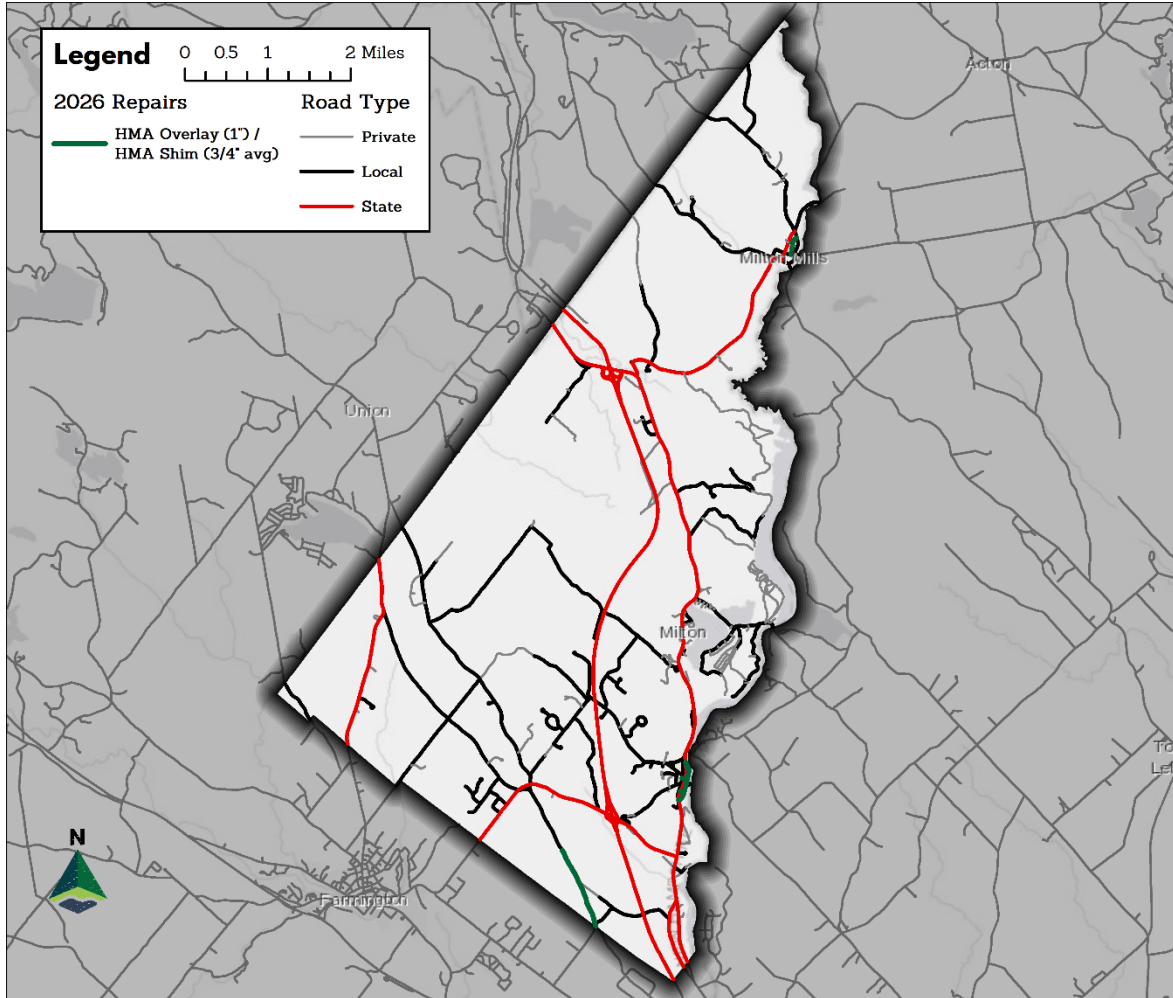 Legend
0 0.5 1 2 Miles
2026 Repairs
HMA Overlay (1") /
HMA Shim (3/4" avg)
Road Type
Private
Local
State
Acton
Milton Mills
Union
Milton
Farmington
N